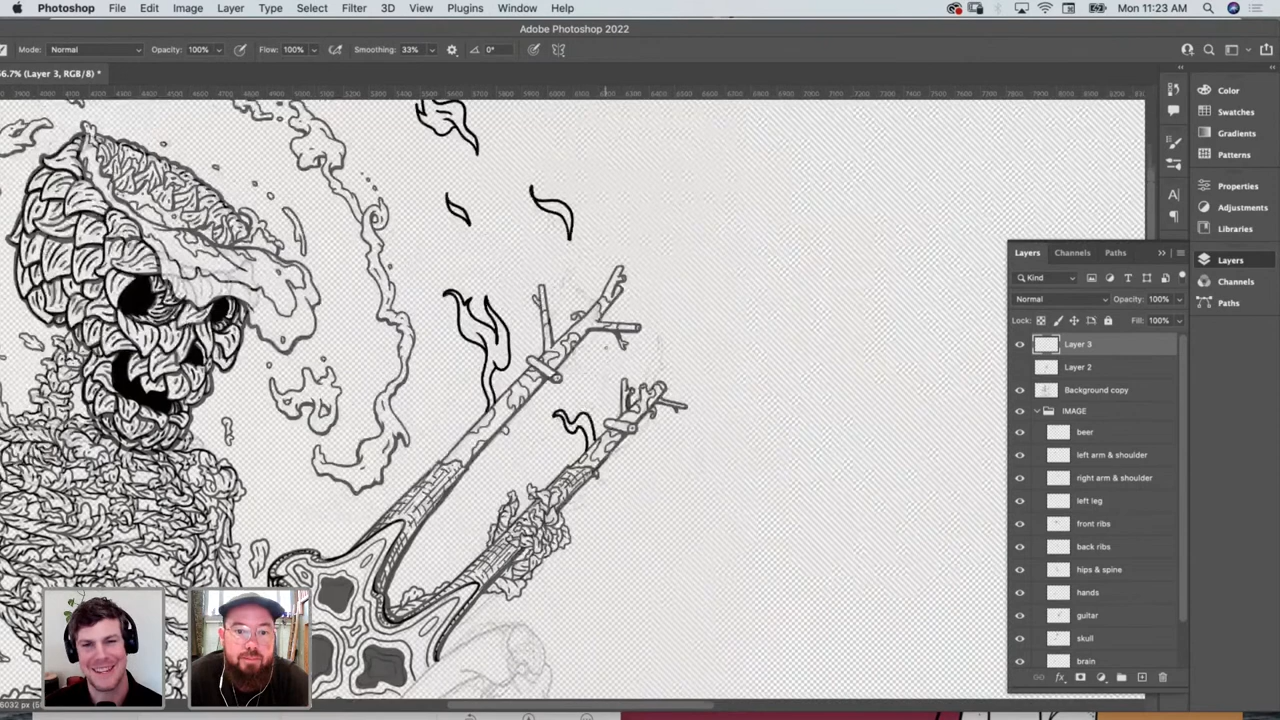 Photoshop File Edit Image Layer Type Select Filter 3D View Plugins Window Help Mon 11:23 AM
Adobe Photoshop 2022
Mode: Normal Opacity: 100% Flow: 100% Smoothing: 33% 0°
6.7% (Layer 3, RGB/8) *
Color
Swatches
Gradients
Patterns
Properties
Adjustments
Libraries
Layers
Channels
Paths
Layers Channels Paths
Kind
Normal Opacity: 100%
Lock: Fill: 100%
Layer 3
Layer 2
Background copy
IMAGE
beer
left arm & shoulder
right arm & shoulder
left leg
front ribs
back ribs
hips & spine
hands
guitar
skull
brain